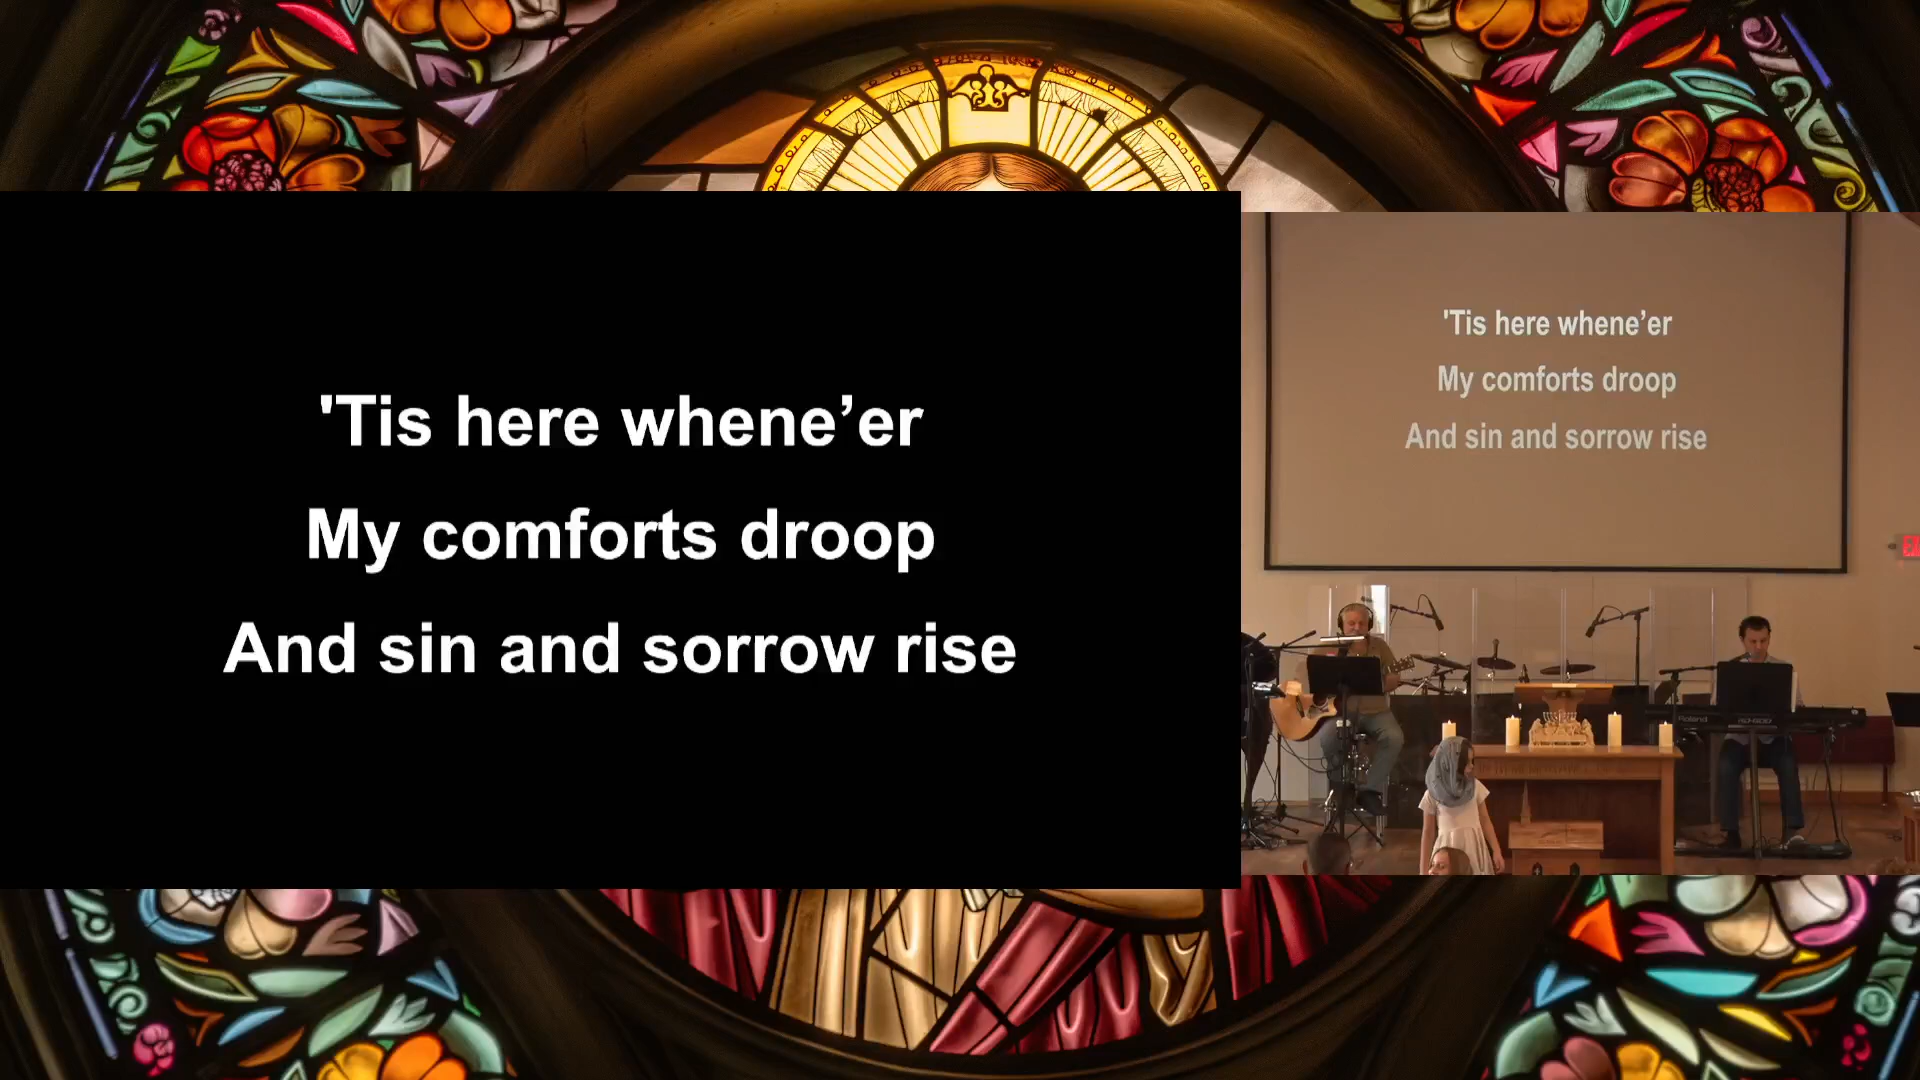 'Tis here whene’er
My comforts droop
And sin and sorrow rise
'Tis here whene’er
My comforts droop
And sin and sorrow rise
Roland